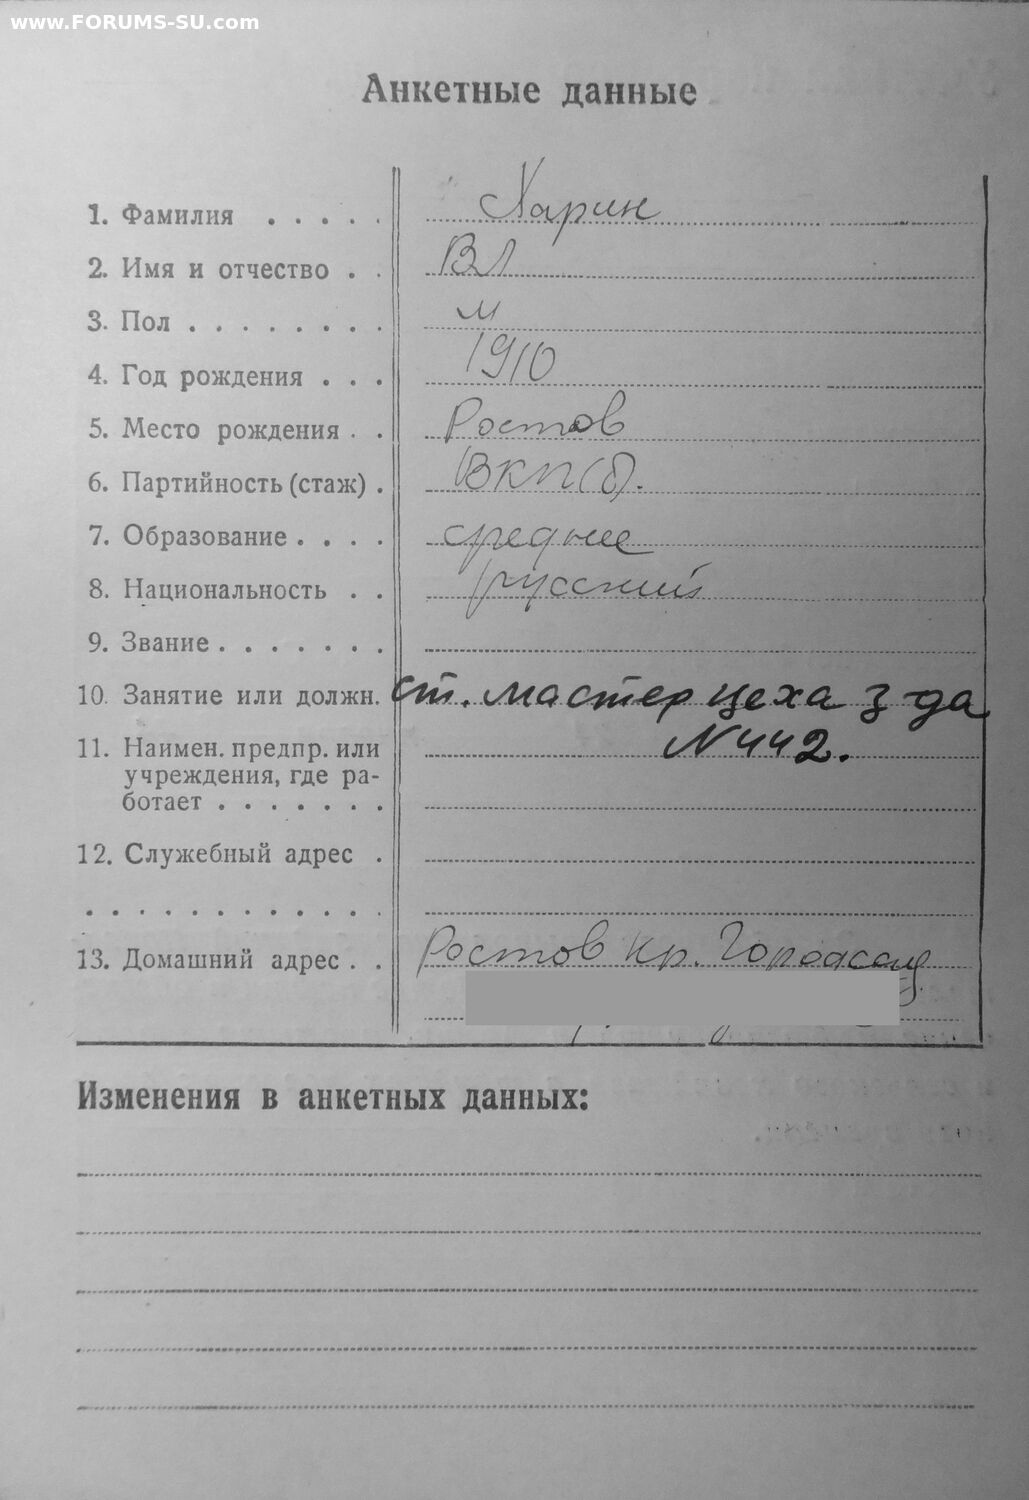 www.FORUMS-SU.com
Анкетные данные
1. Фамилия . . . . . Харин
2. Имя и отчество . . ВЛ
3. Пол . . . . . . . . м
4. Год рождения . . . 1910
5. Место рождения . . Ростов
6. Партийность (стаж) . ВКП(б).
7. Образование . . . . среднее
8. Национальность . . русский
9. Звание . . . . . . .
10. Занятие или должн. ст. мастер цеха з-да
11. Наимен. предпр. или N 442.
учреждения, где ра-
ботает . . . . . . .
12. Служебный адрес .
13. Домашний адрес . . Ростов кр.
Изменения в анкетных данных: